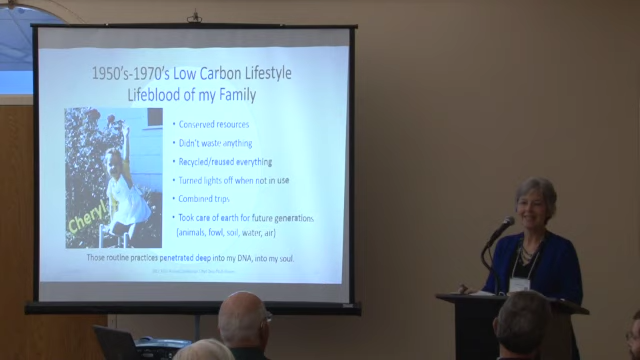 1950's-1970's Low Carbon Lifestyle
Lifeblood of my Family
• Conserved resources
• Didn't waste anything
• Recycled/reused everything
• Turned lights off when not in use
• Combined trips
• Took care of earth for future generations
(animals, fowl, soil, water, air)
Cheryl
Those routine practices penetrated deep into my DNA, into my soul.